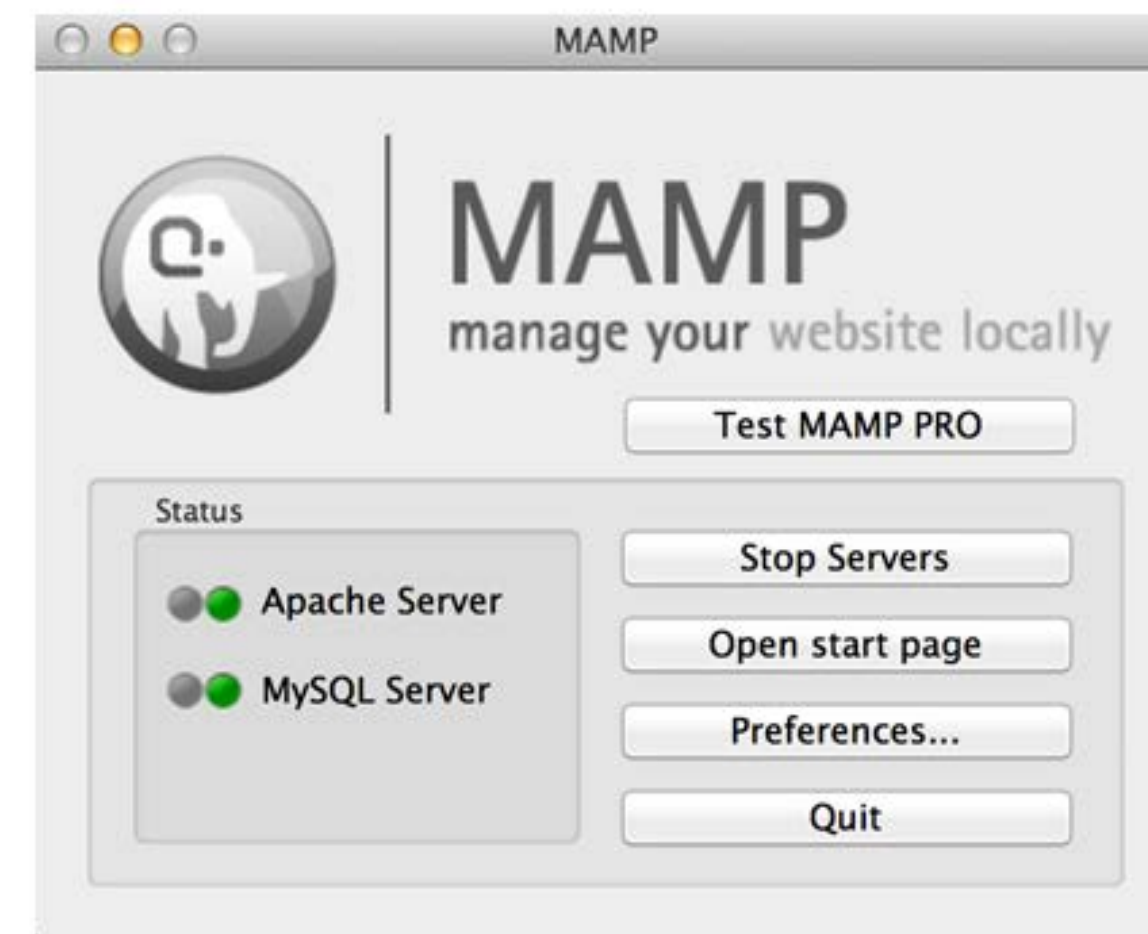 MAMP
MAMP
manage your website locally
Test MAMP PRO
Status
Apache Server
MySQL Server
Stop Servers
Open start page
Preferences...
Quit